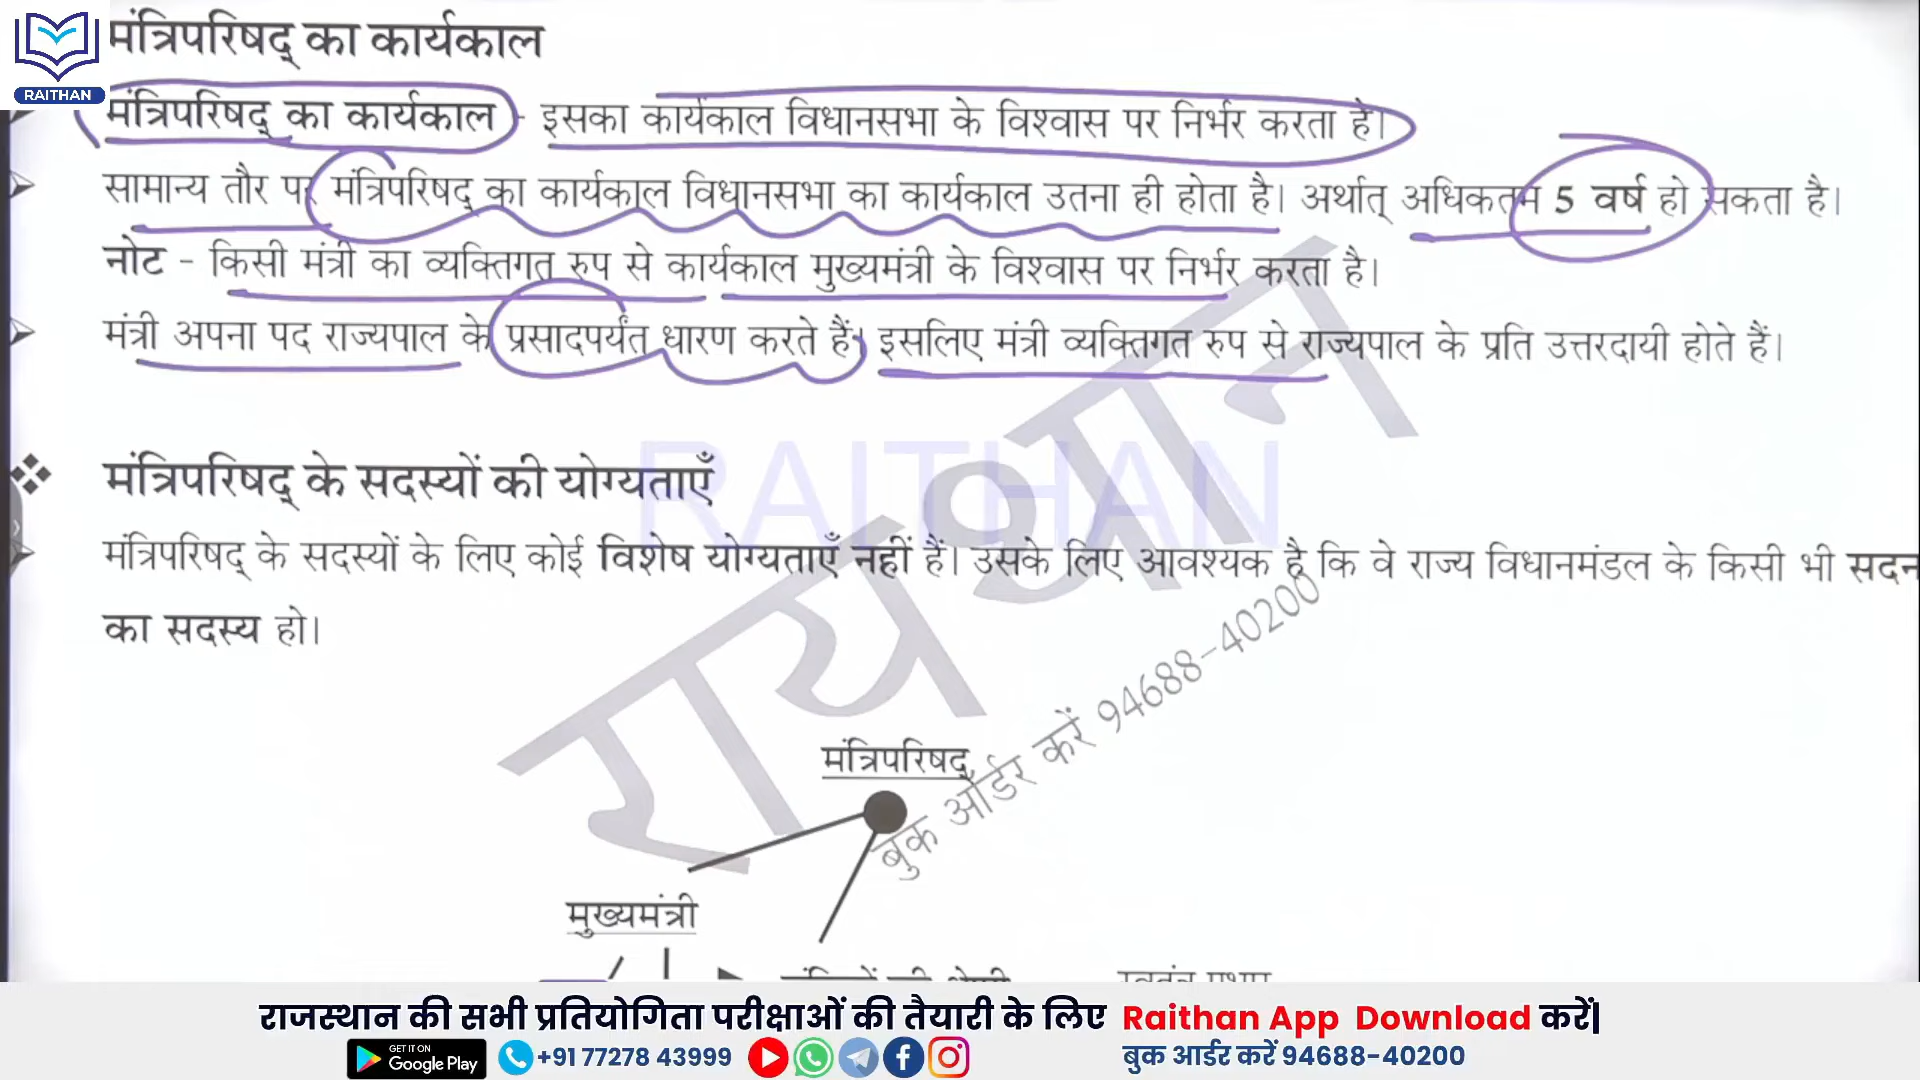 मंत्रिपरिषद् का कार्यकाल
RAITHAN
मंत्रिपरिषद् का कार्यकाल - इसका कार्यकाल विधानसभा के विश्वास पर निर्भर करता है।
सामान्य तौर पर मंत्रिपरिषद् का कार्यकाल विधानसभा का कार्यकाल उतना ही होता है। अर्थात् अधिकतम 5 वर्ष हो सकता है।
नोट - किसी मंत्री का व्यक्तिगत रुप से कार्यकाल मुख्यमंत्री के विश्वास पर निर्भर करता है।
मंत्री अपना पद राज्यपाल के प्रसादपर्यंत धारण करते हैं। इसलिए मंत्री व्यक्तिगत रुप से राज्यपाल के प्रति उत्तरदायी होते हैं।
मंत्रिपरिषद् के सदस्यों की योग्यताएँ
RAITHAN
मंत्रिपरिषद् के सदस्यों के लिए कोई विशेष योग्यताएँ नहीं हैं। उसके लिए आवश्यक है कि वे राज्य विधानमंडल के किसी भी सदन
का सदस्य हो।
रायथान
बुक ऑर्डर करें 94688-40200
मंत्रिपरिषद्
मुख्यमंत्री
राजस्थान की सभी प्रतियोगिता परीक्षाओं की तैयारी के लिए Raithan App Download करें|
GET IT ON
Google Play
+91 77278 43999
बुक आर्डर करें 94688-40200